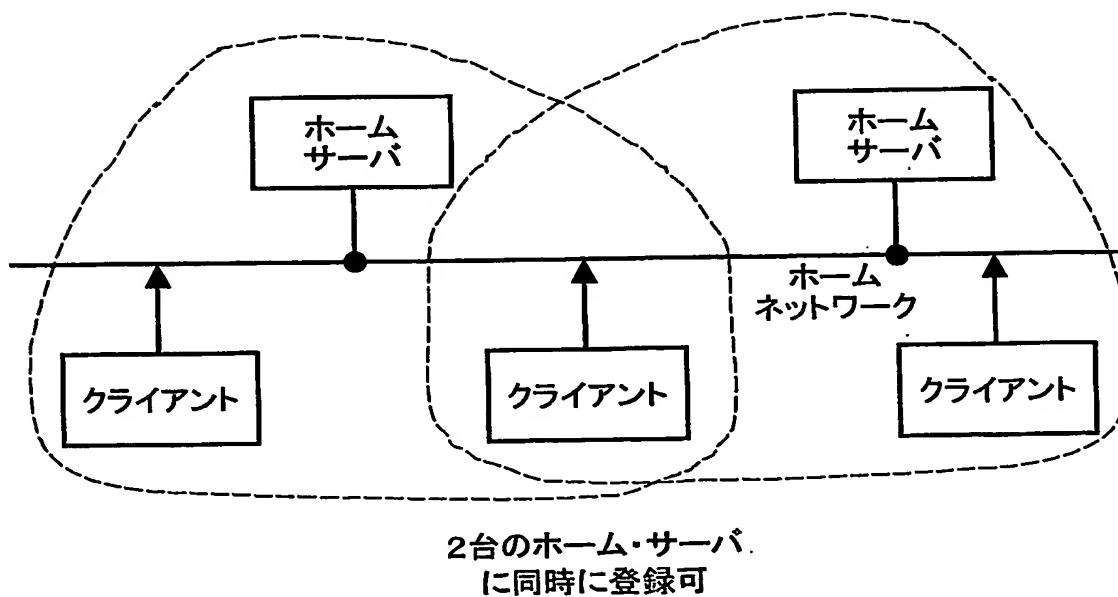 ホーム
サーバ
ホーム
サーバ
ホーム
ネットワーク
クライアント
クライアント
クライアント
2台のホーム・サーバ
に同時に登録可